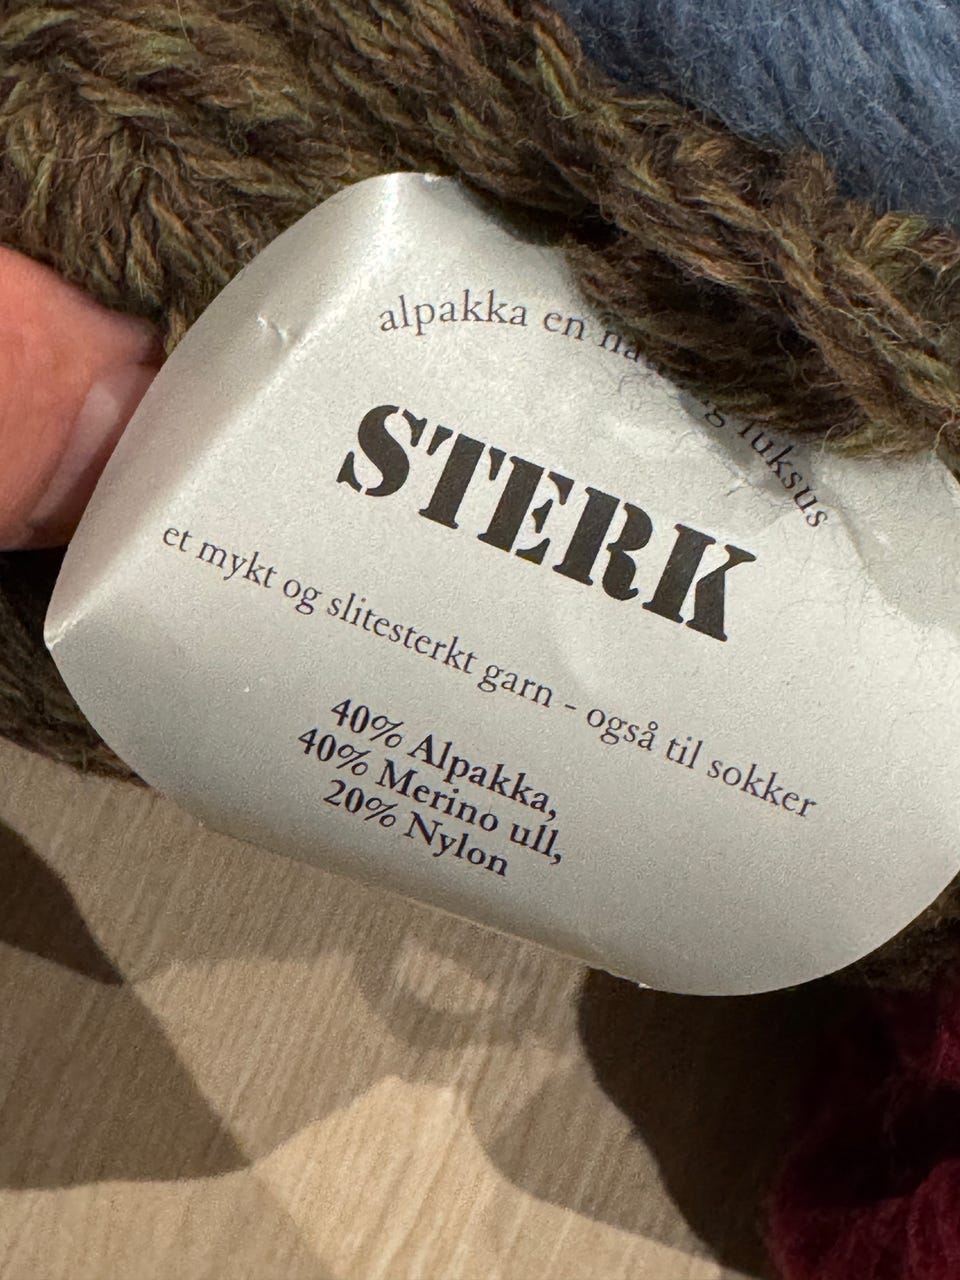 alpakka en luksus
STERK
et mykt og slitesterkt garn - også til sokker
40% Alpakka,
40% Merino ull,
20% Nylon